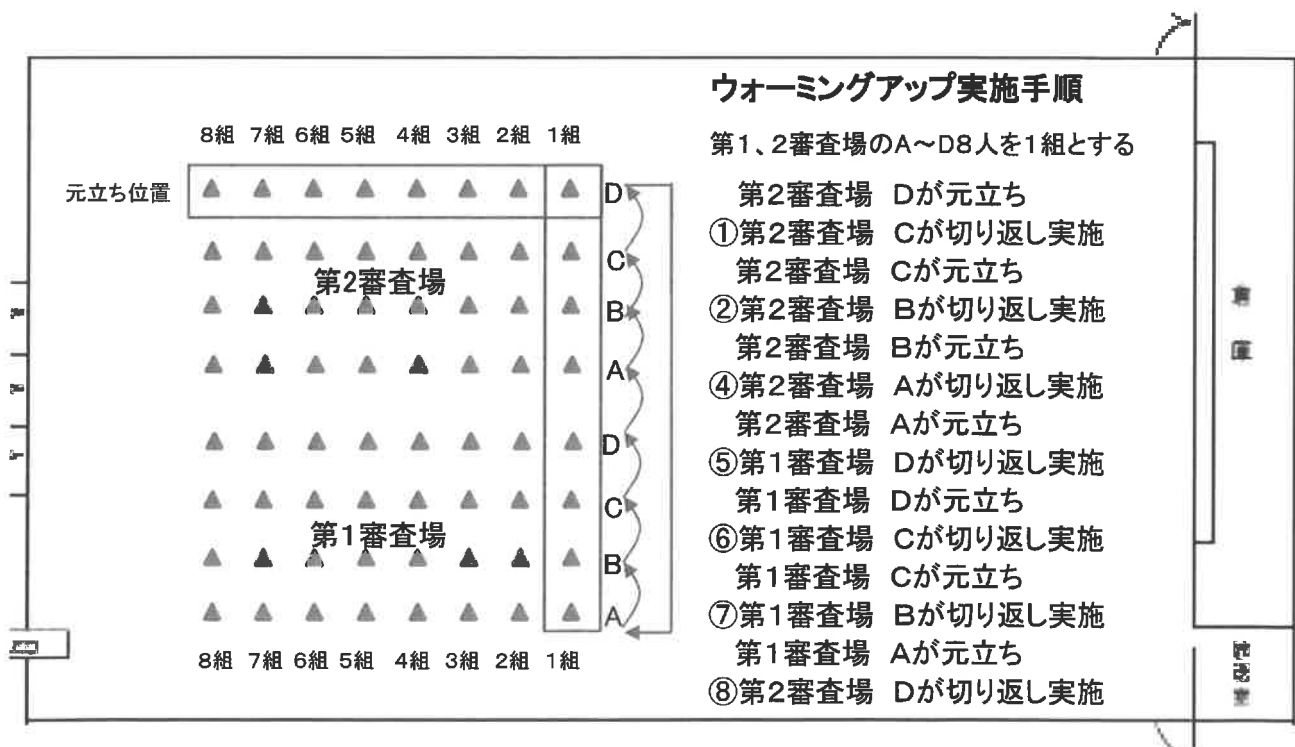 ウォーミングアップ実施手順
第1、2審査場のA~D8人を1組とする
8組 7組 6組 5組 4組 3組 2組 1組
元立ち位置
D
C
第2審査場
B
A
D
C
第1審査場
B
A
8組 7組 6組 5組 4組 3組 2組 1組
第2審査場 Dが元立ち
①第2審査場 Cが切り返し実施
第2審査場 Cが元立ち
②第2審査場 Bが切り返し実施
第2審査場 Bが元立ち
④第2審査場 Aが切り返し実施
第2審査場 Aが元立ち
⑤第1審査場 Dが切り返し実施
第1審査場 Dが元立ち
⑥第1審査場 Cが切り返し実施
第1審査場 Cが元立ち
⑦第1審査場 Bが切り返し実施
第1審査場 Aが元立ち
⑧第2審査場 Dが切り返し実施